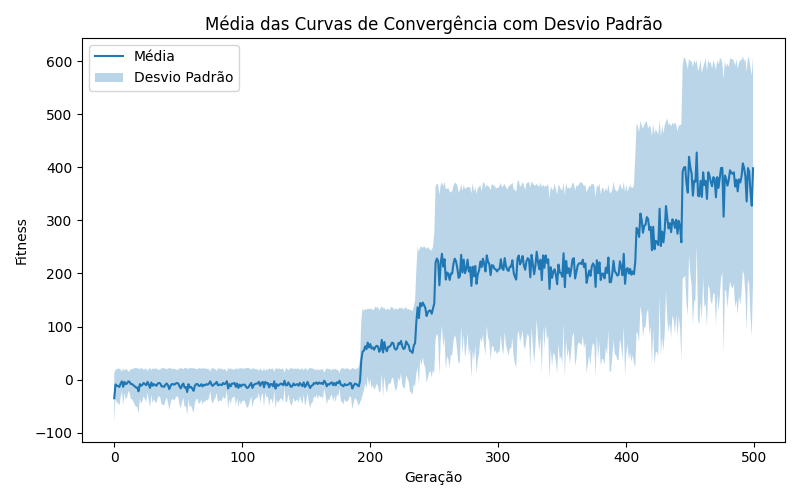 Média das Curvas de Convergência com Desvio Padrão
Média
Desvio Padrão
600
500
400
300
200
100
0
−100
Fitness
0 100 200 300 400 500
Geração